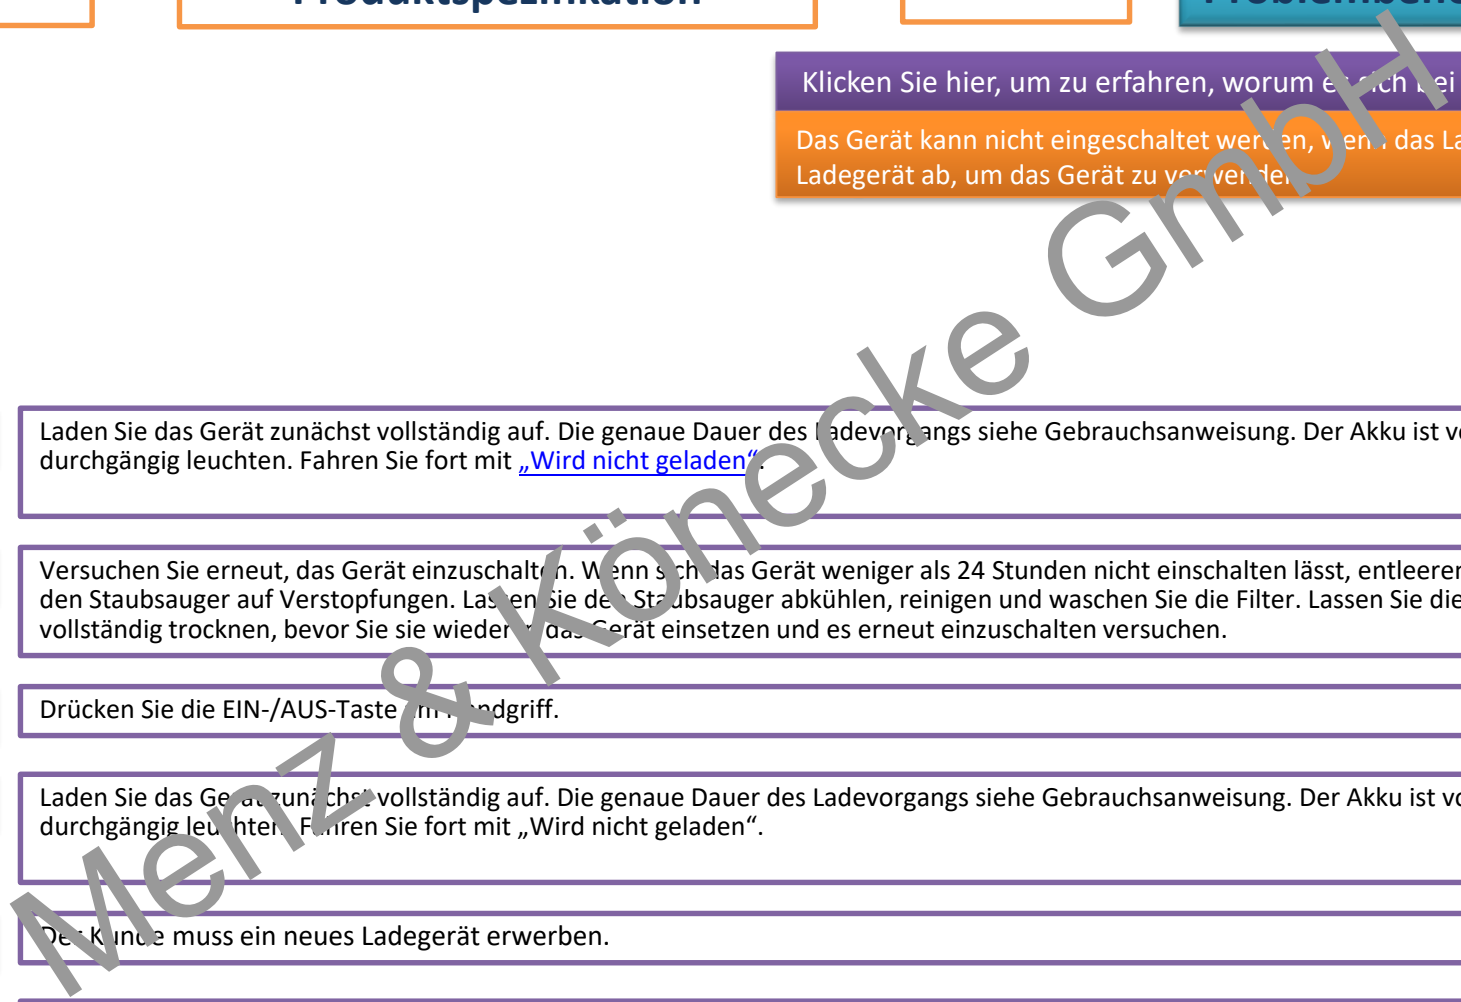 Produktspezifikation
Klicken Sie hier, um zu erfahren, worum es sich bei
Das Gerät kann nicht eingeschaltet werden, wenn das
Ladegerät ab, um das Gerät zu verwenden
Laden Sie das Gerät zunächst vollständig auf. Die genaue Dauer des Ladevorgangs siehe Gebrauchsanweisung. Der Akku ist
durchgängig leuchten. Fahren Sie fort mit „Wird nicht geladen“.
Versuchen Sie erneut, das Gerät einzuschalten. Wenn sich das Gerät weniger als 24 Stunden nicht einschalten lässt, entleeren
den Staubsauger auf Verstopfungen. Lassen Sie den Staubsauger abkühlen, reinigen und waschen Sie die Filter. Lassen Sie die
vollständig trocknen, bevor Sie sie wieder in das Gerät einsetzen und es erneut einzuschalten versuchen.
Drücken Sie die EIN-/AUS-Taste am Handgriff.
Laden Sie das Gerät zunächst vollständig auf. Die genaue Dauer des Ladevorgangs siehe Gebrauchsanweisung. Der Akku ist
durchgängig leuchten. Fahren Sie fort mit „Wird nicht geladen“.
Der Kunde muss ein neues Ladegerät erwerben.
Menz & Könecke GmbH